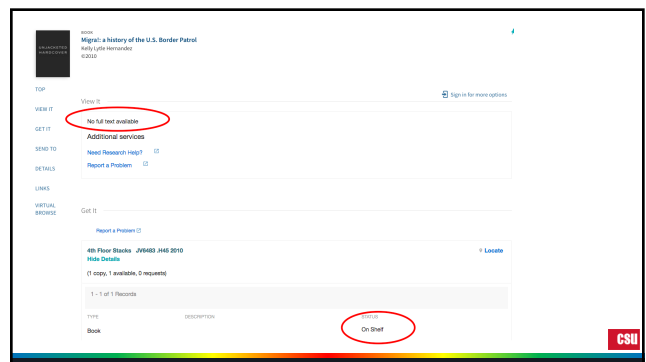 UNJACKETED
HARDCOVER
BOOK
Migra!: a history of the U.S. Border Patrol
Kelly Lytle Hernandez
©2010
TOP
VIEW IT
GET IT
SEND TO
DETAILS
LINKS
VIRTUAL
BROWSE
Sign in for more options
View It
No full text available
Additional services
Need Research Help?
Report a Problem
Get It
Report a Problem
4th Floor Stacks JV6483 .H45 2010
Locate
Hide Details
(1 copy, 1 available, 0 requests)
1 - 1 of 1 Records
TYPE DESCRIPTION STATUS
Book On Shelf
CSU